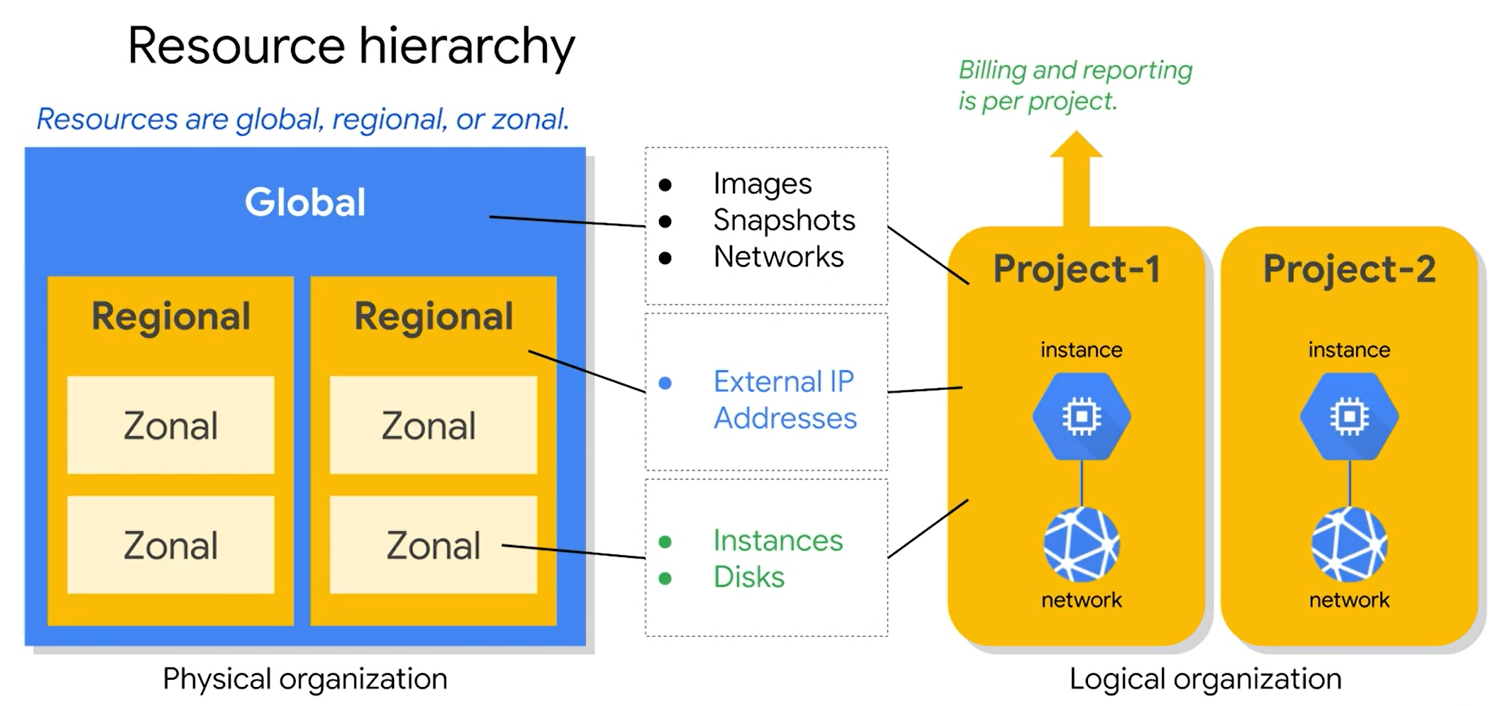 Resource hierarchy
Resources are global, regional, or zonal.
Global
Regional
Zonal
Zonal
Regional
Zonal
Zonal
Physical organization
● Images
● Snapshots
● Networks
● External IP
Addresses
● Instances
● Disks
Billing and reporting
is per project.
Project-1
instance
network
Project-2
instance
network
Logical organization